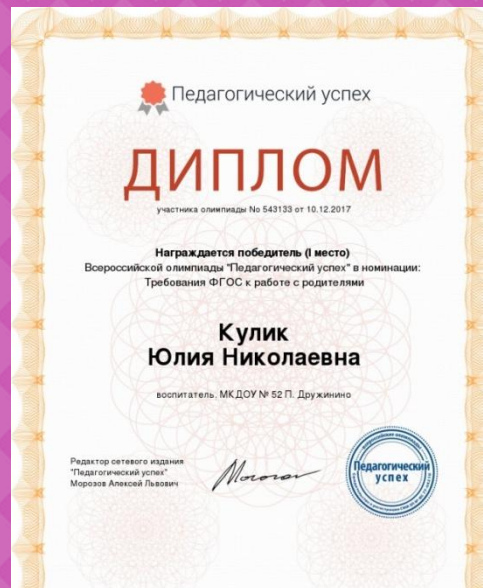 Педагогический успех
ДИПЛОМ
участника олимпиады No 543133 от 10.12.2017
Награждается победитель (I место)
Всероссийской олимпиады "Педагогический успех" в номинации:
Требования ФГОС к работе с родителями
Кулик
Юлия Николаевна
воспитатель. МКДОУ № 52 П. Дружинино
Редактор сетевого издания
"Педагогический успех"
Морозов Алексей Львович
Педагогический
успех